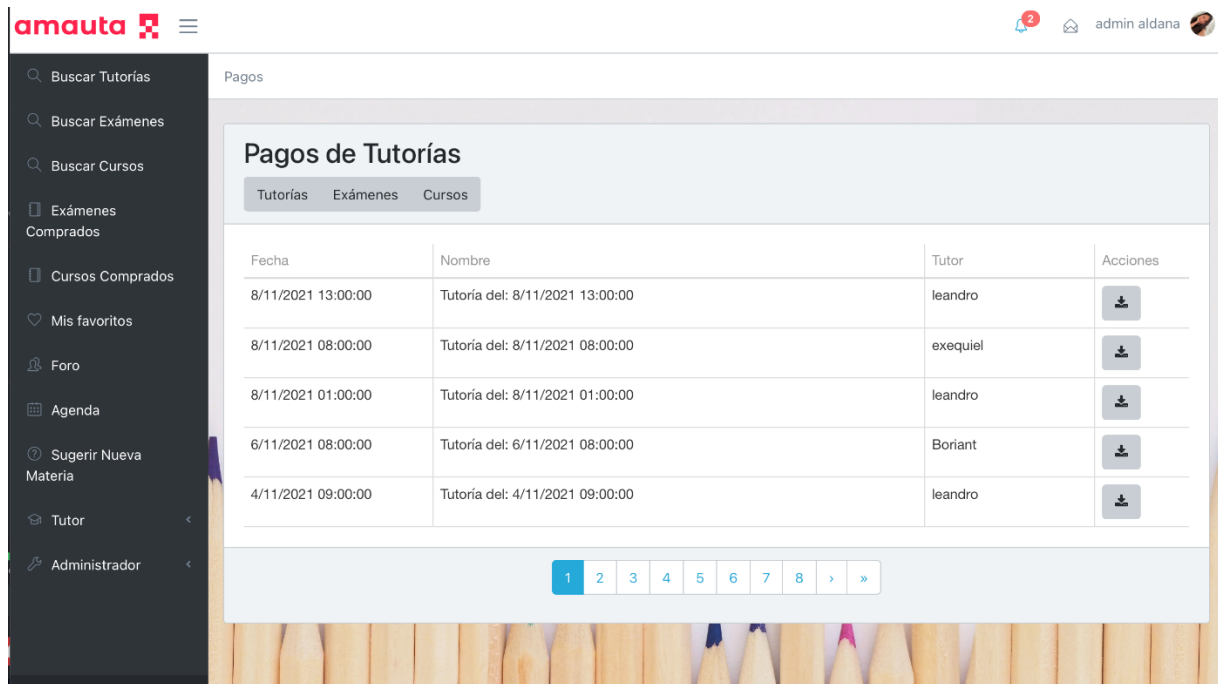 amauta
2
admin aldana
Buscar Tutorías
Buscar Exámenes
Buscar Cursos
Exámenes
Comprados
Cursos Comprados
Mis favoritos
Foro
Agenda
Sugerir Nueva
Materia
Tutor
Administrador
Pagos
Pagos de Tutorías
Tutorías Exámenes Cursos
Fecha Nombre Tutor Acciones
8/11/2021 13:00:00 Tutoría del: 8/11/2021 13:00:00 leandro
8/11/2021 08:00:00 Tutoría del: 8/11/2021 08:00:00 exequiel
8/11/2021 01:00:00 Tutoría del: 8/11/2021 01:00:00 leandro
6/11/2021 08:00:00 Tutoría del: 6/11/2021 08:00:00 Boriant
4/11/2021 09:00:00 Tutoría del: 4/11/2021 09:00:00 leandro
1 2 3 4 5 6 7 8 › »